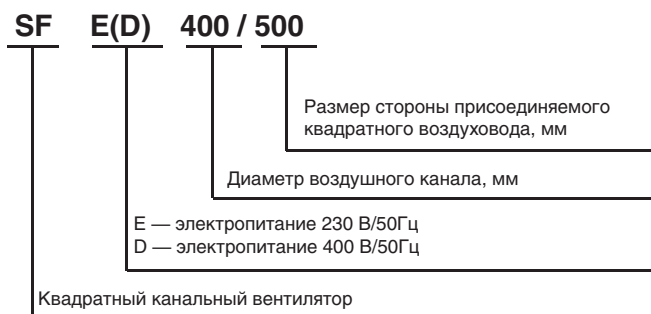 SF E(D) 400 / 500
Размер стороны присоединяемого
квадратного воздуховода, мм
Диаметр воздушного канала, мм
E — электропитание 230 В/50Гц
D — электропитание 400 В/50Гц
Квадратный канальный вентилятор